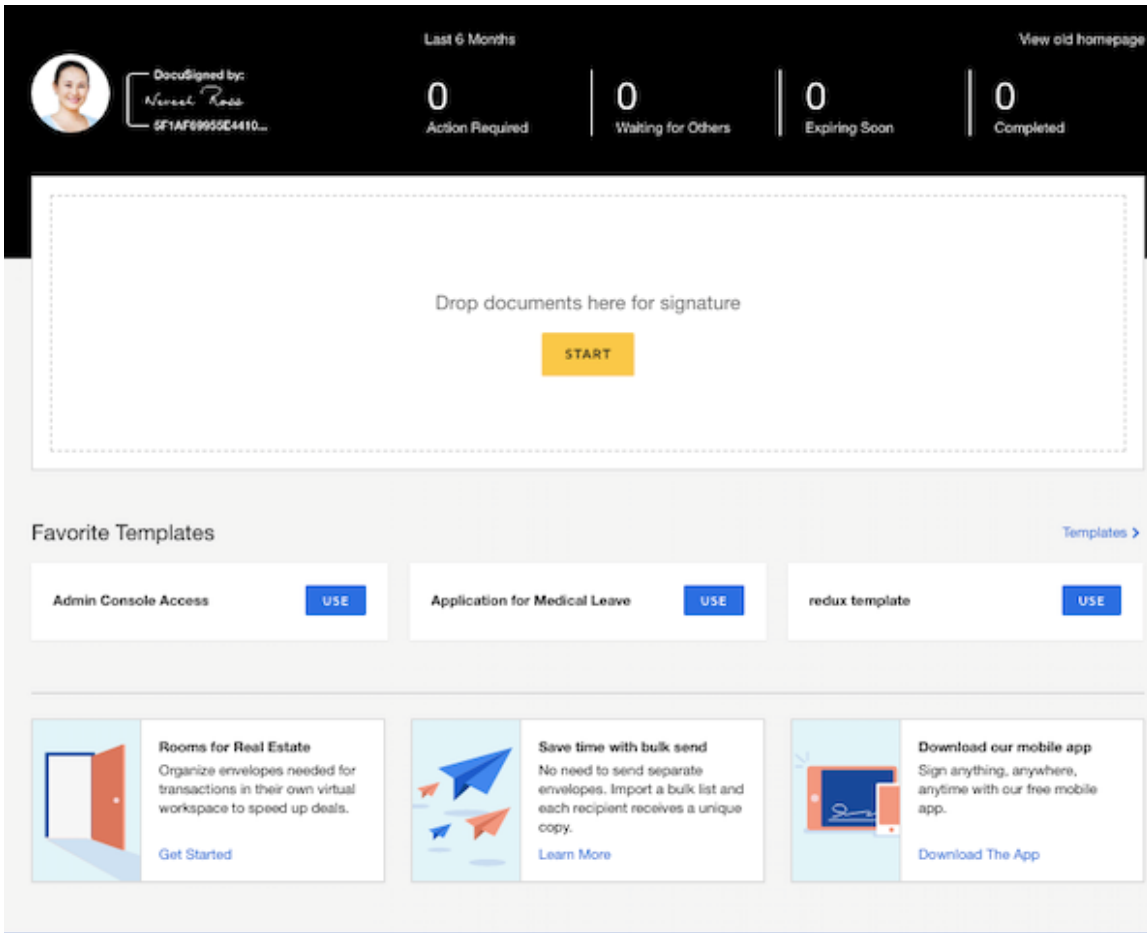 Last 6 Months
View old homepage
DocuSigned by:
Ross
5F1AF69955E4410...
0
Action Required
0
Waiting for Others
0
Expiring Soon
0
Completed
Drop documents here for signature
START
Favorite Templates
Templates >
Admin Console Access
USE
Application for Medical Leave
USE
redux template
USE
Rooms for Real Estate
Organize envelopes needed for
transactions in their own virtual
workspace to speed up deals.
Get Started
Save time with bulk send
No need to send separate
envelopes. Import a bulk list and
each recipient receives a unique
copy.
Learn More
Download our mobile app
Sign anything, anywhere,
anytime with our free mobile
app.
Download The App